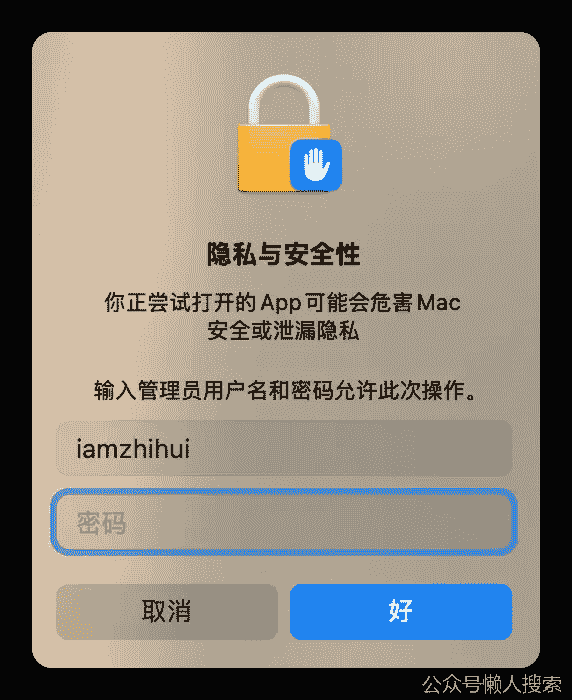 隐私与安全性
你正尝试打开的App可能会危害Mac
安全或泄漏隐私
输入管理员用户名和密码允许此次操作。
iamzhihui
密码
取消
好
公众号懒人搜索